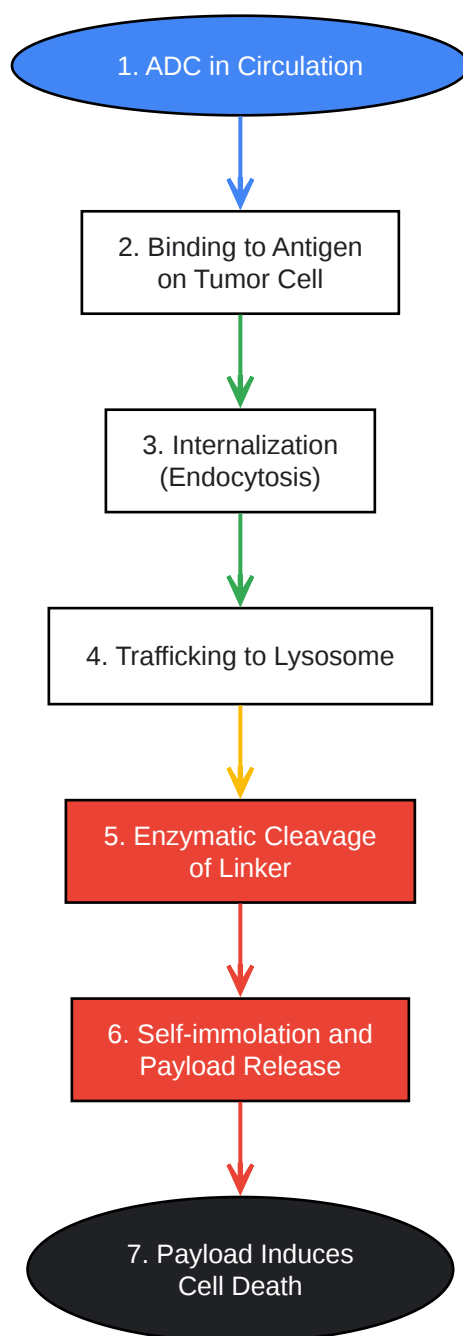 1. ADC in Circulation
2. Binding to Antigen
on Tumor Cell
3. Internalization
(Endocytosis)
4. Trafficking to Lysosome
5. Enzymatic Cleavage
of Linker
6. Self-immolation and
Payload Release
7. Payload Induces
Cell Death